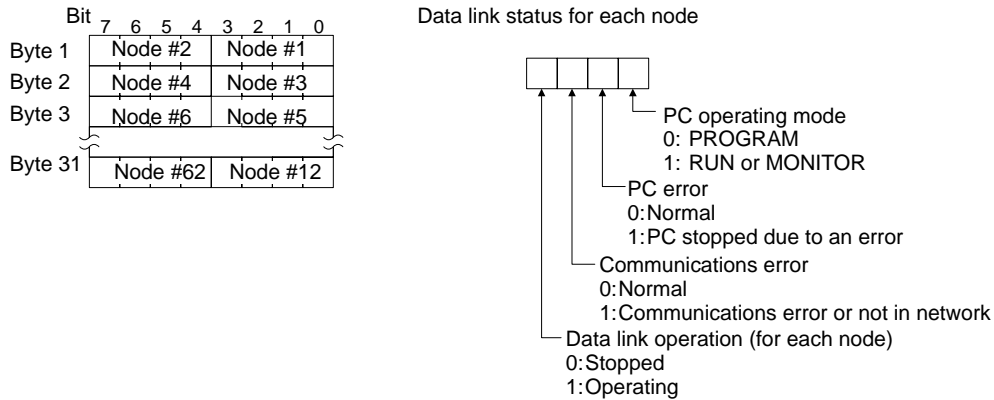 Bit 7 6 5 4 3 2 1 0
Byte 1 Node #2 Node #1
Byte 2 Node #4 Node #3
Byte 3 Node #6 Node #5
Byte 31 Node #62 Node #12
Data link status for each node
PC operating mode
0: PROGRAM
1: RUN or MONITOR
PC error
0:Normal
1:PC stopped due to an error
Communications error
0:Normal
1:Communications error or not in network
Data link operation (for each node)
0:Stopped
1:Operating